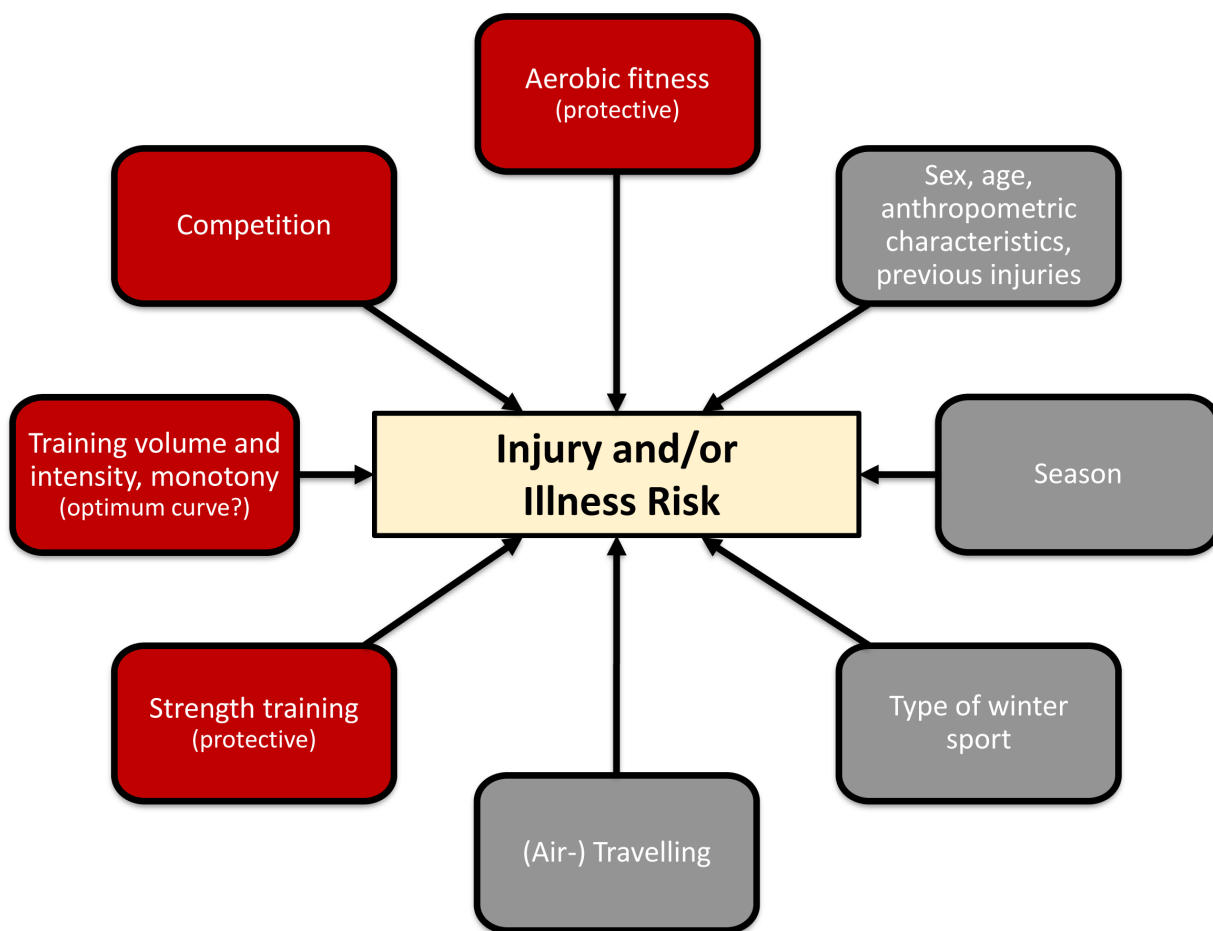 Aerobic fitness
(protective)
Competition
Sex, age,
anthropometric
characteristics,
previous injuries
Training volume and
intensity, monotony
(optimum curve?)
Injury and/or
Illness Risk
Season
Strength training
(protective)
Type of winter
sport
(Air-) Travelling